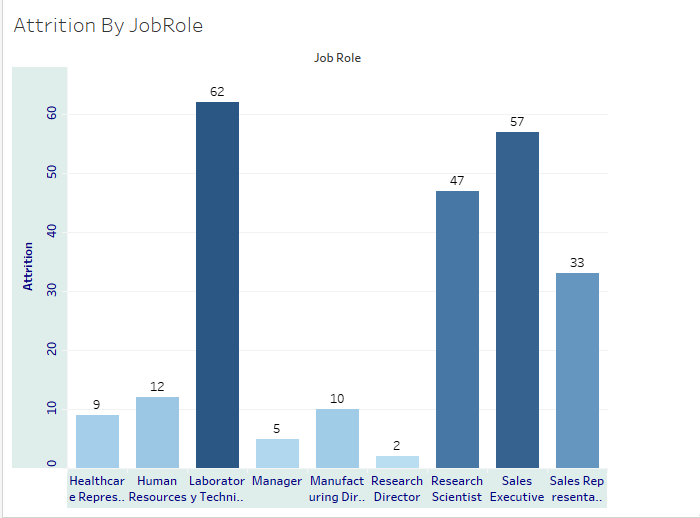 Attrition By JobRole
Job Role
Attrition
60
50
40
30
20
10
0
9
12
62
5
10
2
47
57
33
Healthcar
e Repres..
Human
Resources
Laborator
y Techni..
Manager
Manufact
uring Dir..
Research
Director
Research
Scientist
Sales
Executive
Sales Rep
resenta..